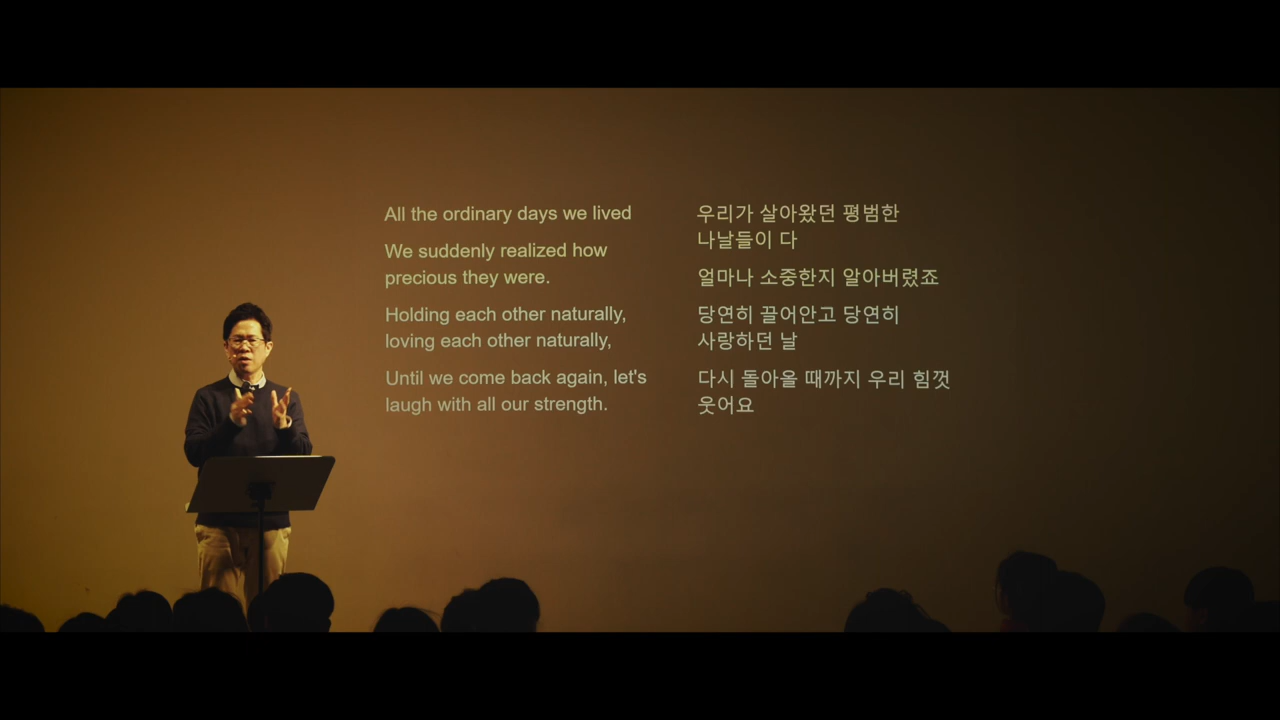 All the ordinary days we lived
We suddenly realized how
precious they were.
Holding each other naturally,
loving each other naturally,
Until we come back again, let's
laugh with all our strength.
우리가 살아왔던 평범한
나날들이 다
얼마나 소중한지 알아버렸죠
당연히 끌어안고 당연히
사랑하던 날
다시 돌아올 때까지 우리 힘껏
웃어요